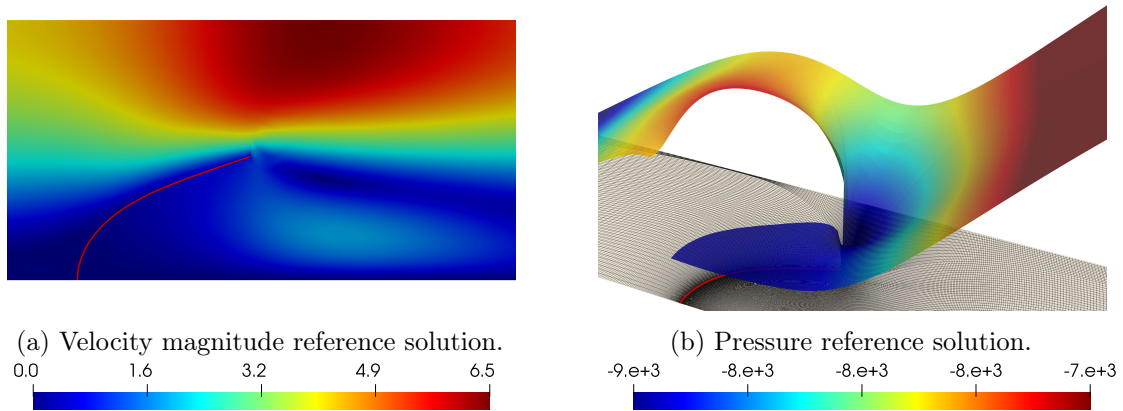 (a) Velocity magnitude reference solution.
0.0 1.6 3.2 4.9 6.5
(b) Pressure reference solution.
-9.e+3 -8.e+3 -8.e+3 -8.e+3 -7.e+3